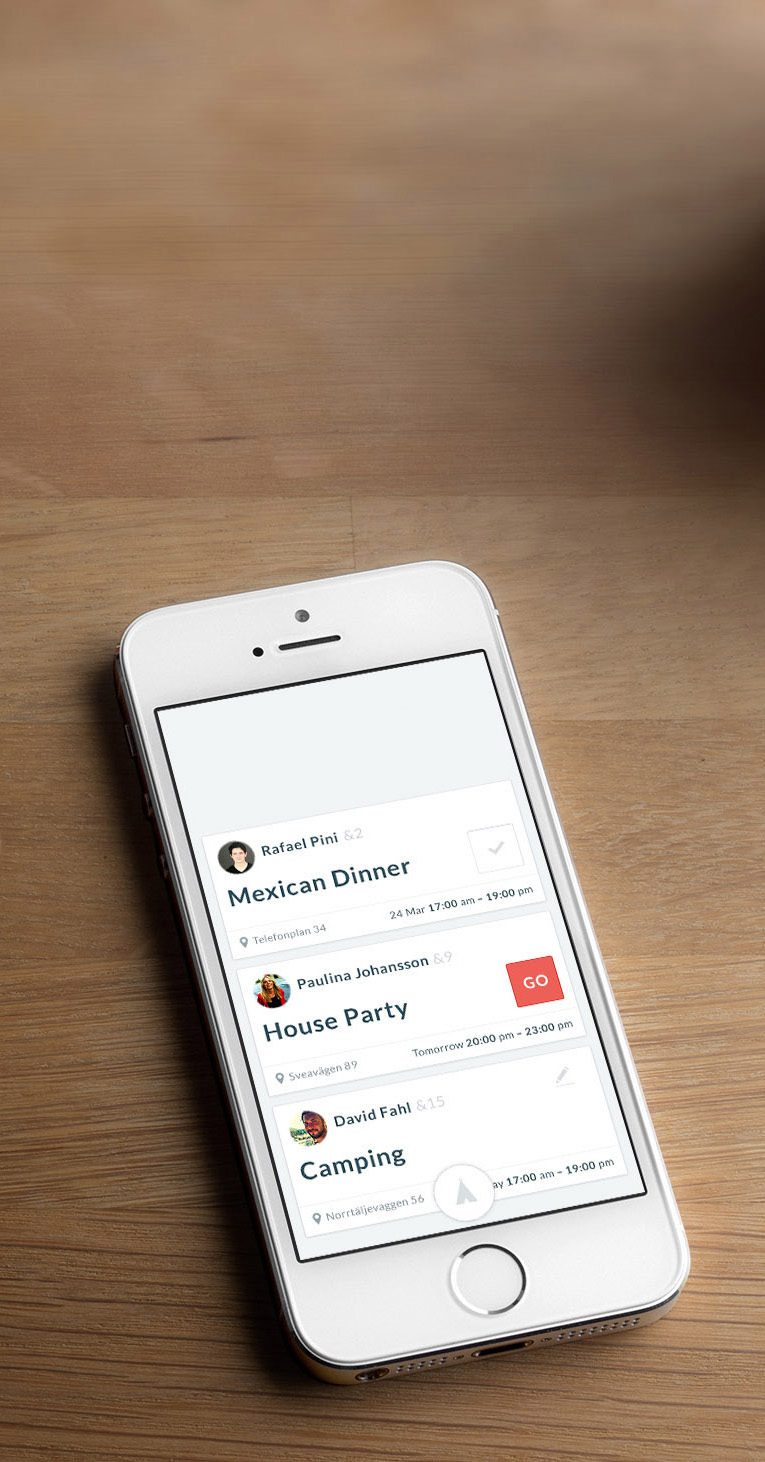 Rafael Pini &2
Mexican Dinner
Telefonplan 34
24 Mar 17:00 am – 19:00 pm
Paulina Johansson &9
House Party
GO
Sveavägen 89
Tomorrow 20:00 pm – 23:00 pm
David Fahl &15
Camping
Norrtäljevaggen 56
ay 17:00 am – 19:00 pm